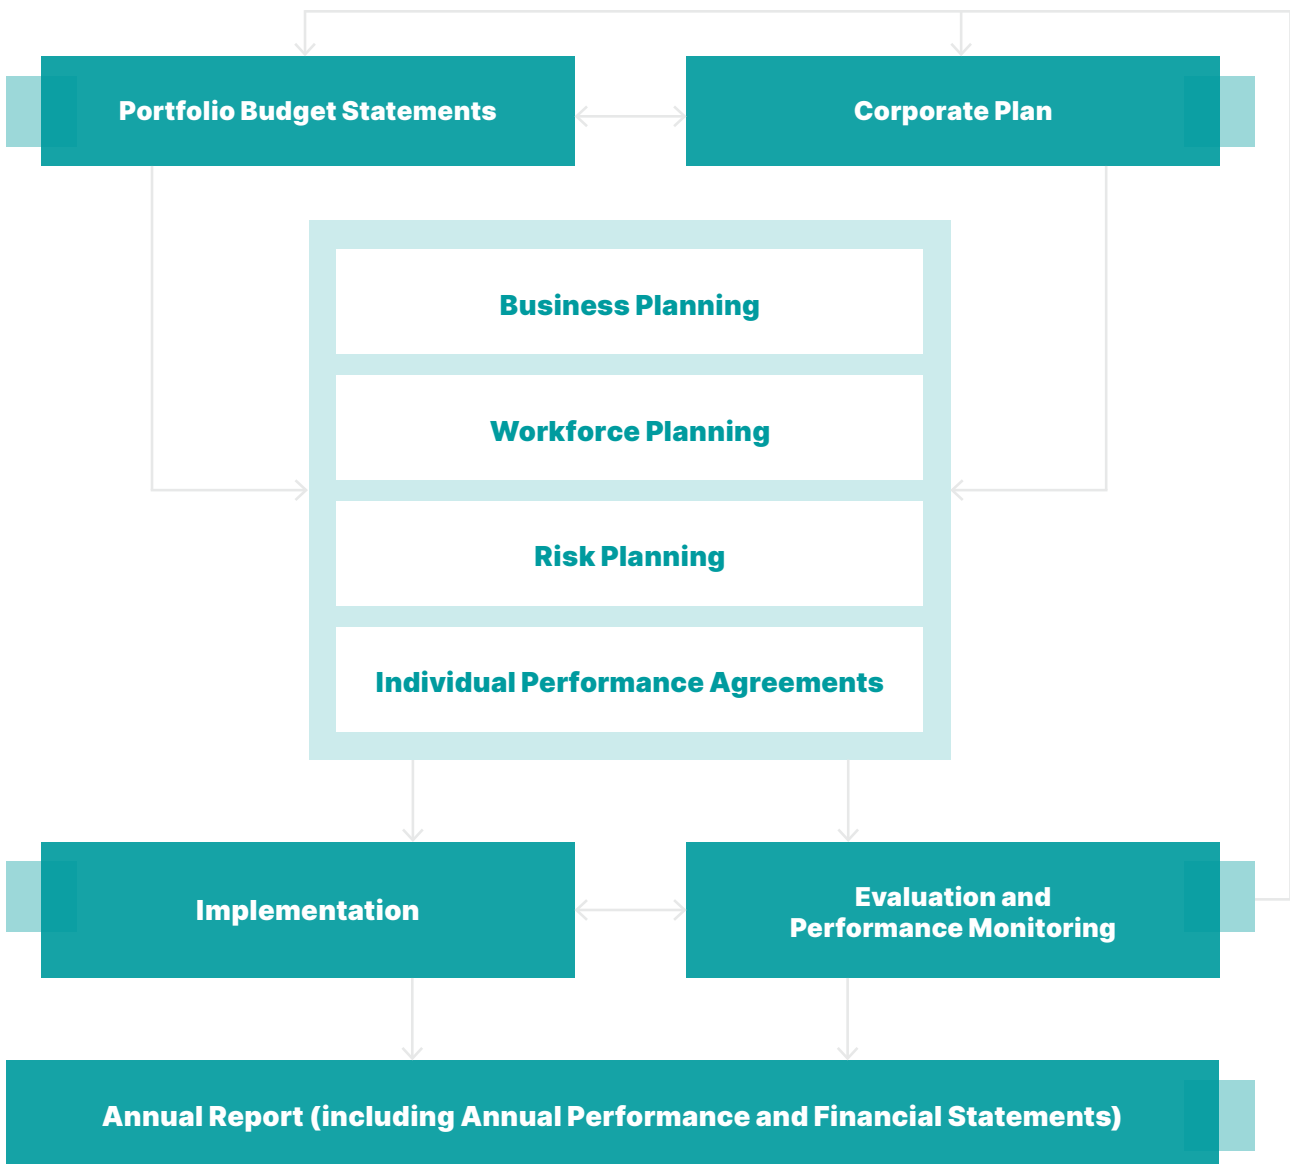 Portfolio Budget Statements
Corporate Plan
Business Planning
Workforce Planning
Risk Planning
Individual Performance Agreements
Implementation
Evaluation and
Performance Monitoring
Annual Report (including Annual Performance and Financial Statements)